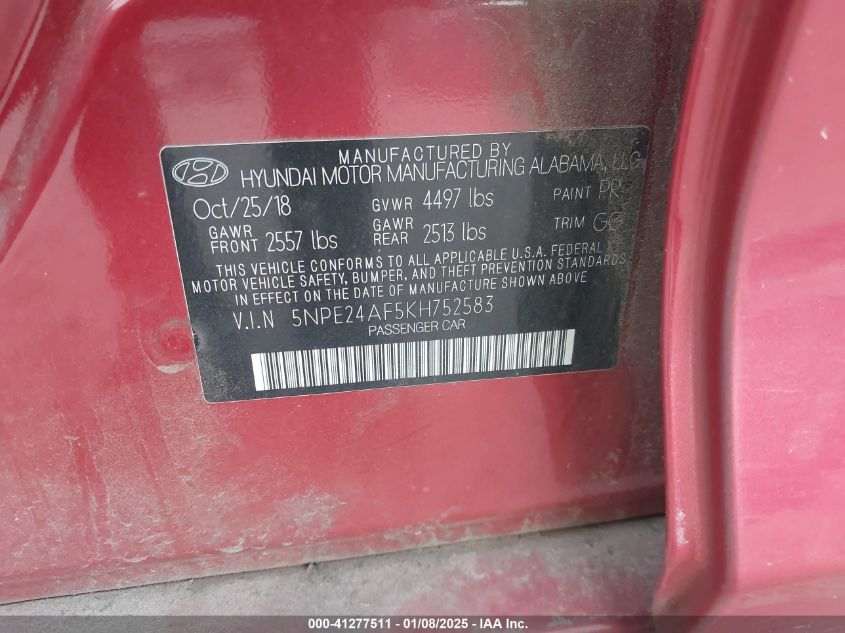 MANUFACTURED BY
HYUNDAI MOTOR MANUFACTURING ALABAMA, LLC
Oct/25/18 GVWR 4497 lbs PAINT PR
GAWR FRONT 2557 lbs GAWR REAR 2513 lbs TRIM
THIS VEHICLE CONFORMS TO ALL APPLICABLE U.S.A. FEDERAL
MOTOR VEHICLE SAFETY, BUMPER, AND THEFT PREVENTION STANDARDS
IN EFFECT ON THE DATE OF MANUFACTURE SHOWN ABOVE
V.I.N 5NPE24AF5KH752583
PASSENGER CAR
000-41277511 — 01/08/2025 — IAA Inc.